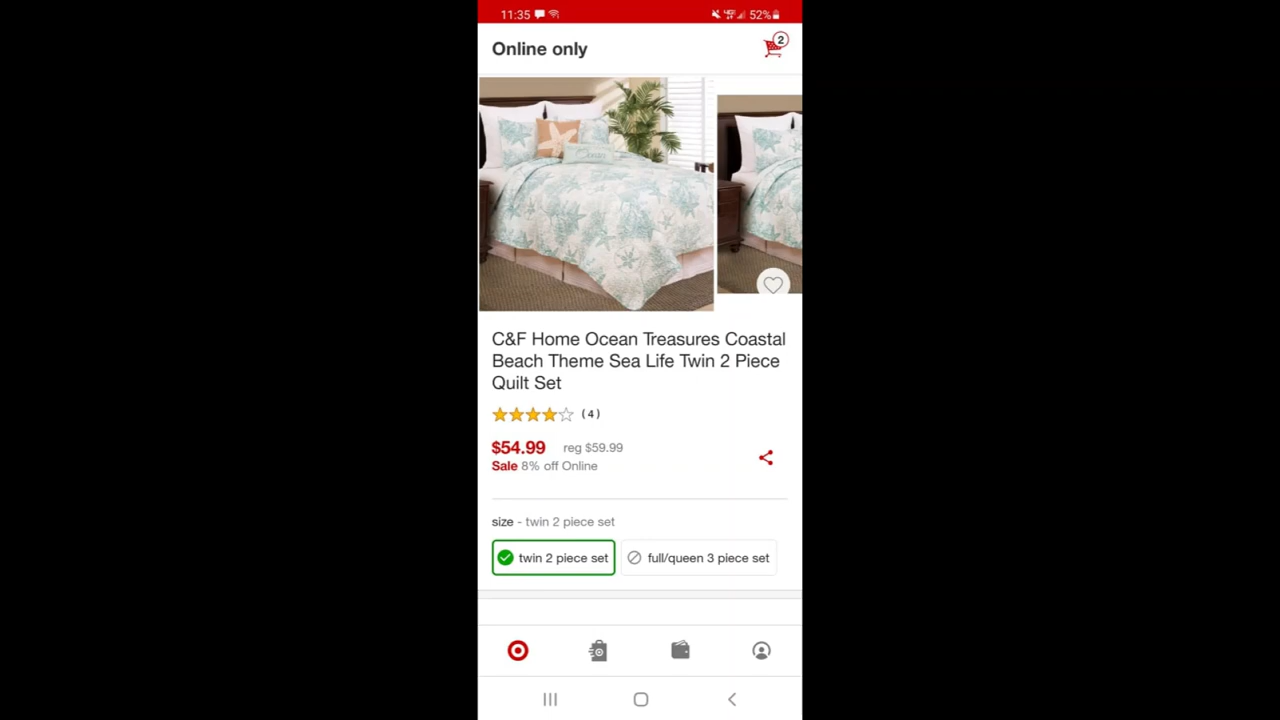 11:35
52%
Online only
2
Ocean
C&F Home Ocean Treasures Coastal
Beach Theme Sea Life Twin 2 Piece
Quilt Set
(4)
$54.99 reg $59.99
Sale 8% off Online
size - twin 2 piece set
twin 2 piece set
full/queen 3 piece set